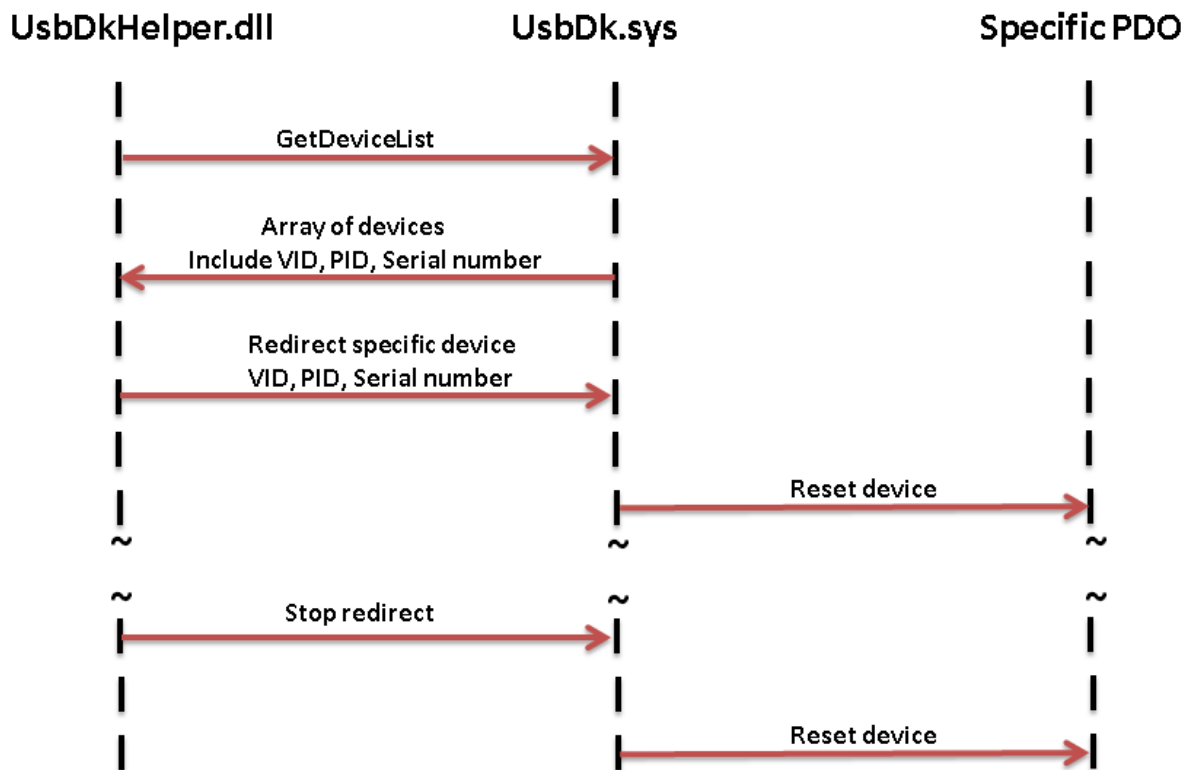 UsbDkHelper.dll
UsbDk.sys
Specific PDO
GetDeviceList
Array of devices
Include VID, PID, Serial number
Redirect specific device
VID, PID, Serial number
Reset device
~ ~ ~
~ ~ ~
Stop redirect
Reset device